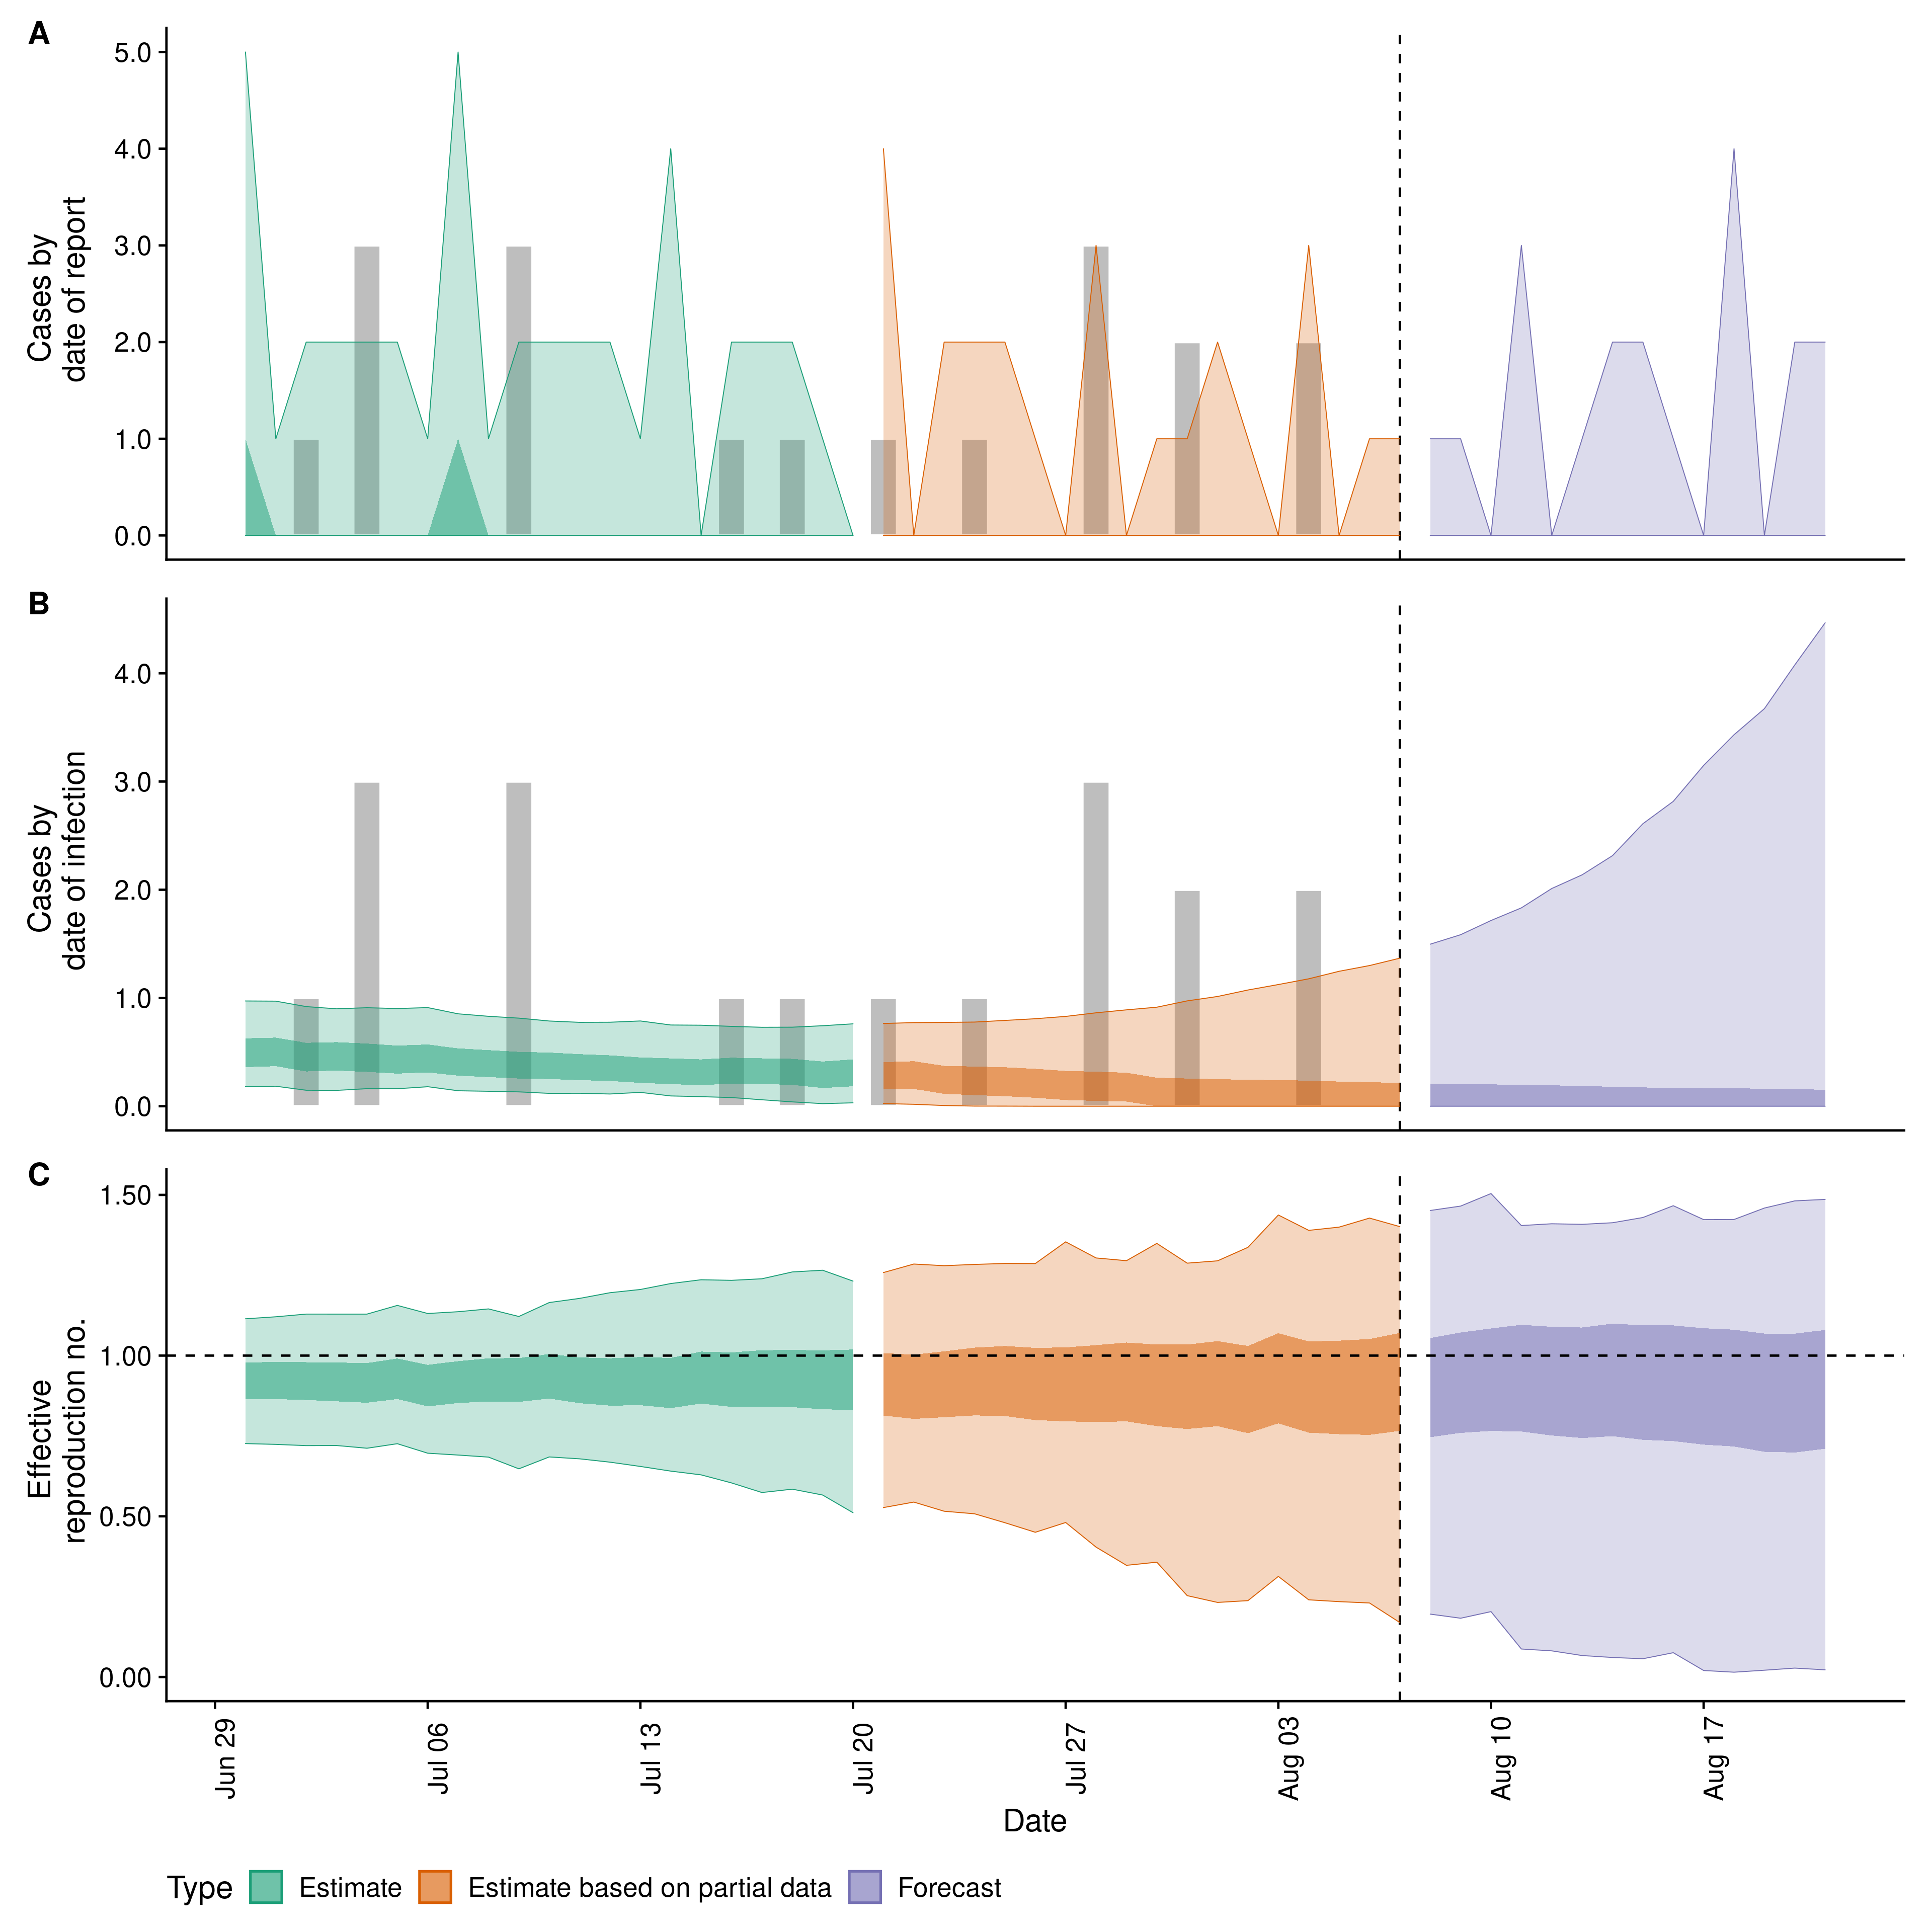 A
5.0
4.0
3.0
2.0
1.0
0.0
Cases by
date of report
B
4.0
3.0
2.0
1.0
0.0
Cases by
date of infection
C
1.50
1.00
0.50
0.00
Effective
reproduction no.
Jun 29
Jul 06
Jul 13
Jul 20
Jul 27
Aug 03
Aug 10
Aug 17
Date
Type Estimate Estimate based on partial data Forecast